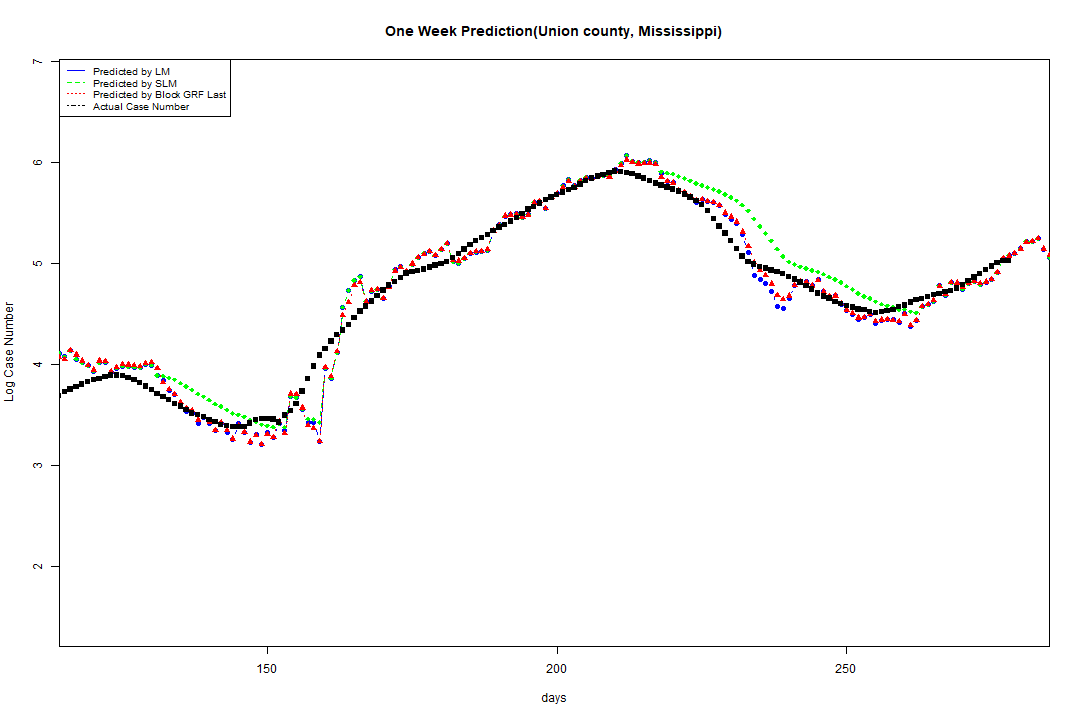 One Week Prediction(Union county, Mississippi)
Predicted by LM
Predicted by SLM
Predicted by Block GRF Last
Actual Case Number
7
6
5
4
3
2
Log Case Number
150 200 250
days